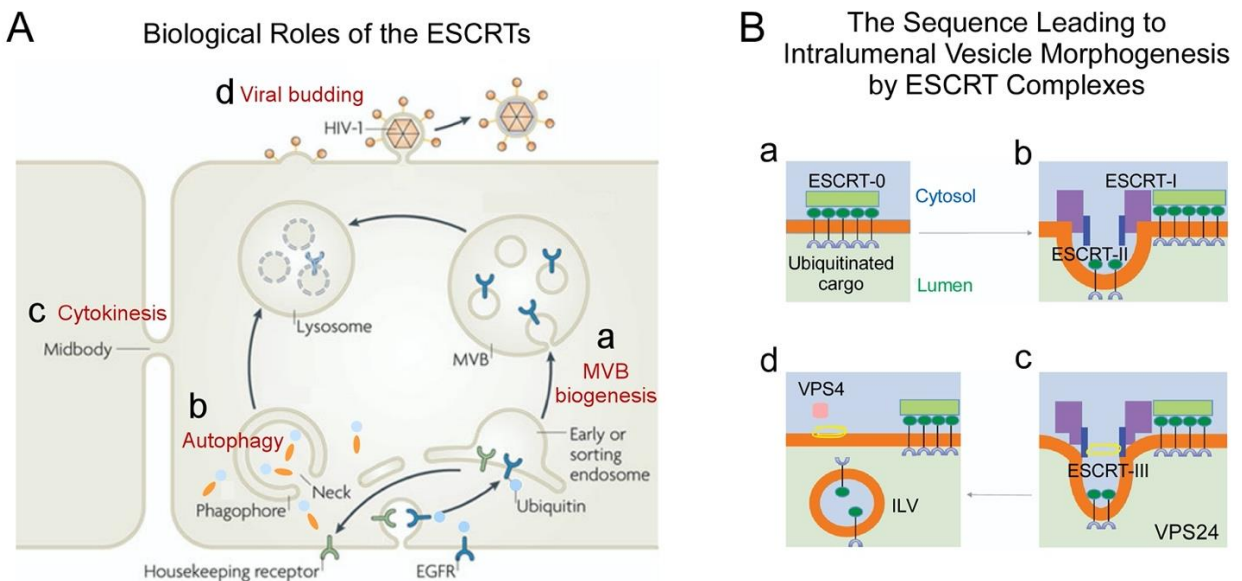 A
Biological Roles of the ESCRTs
d Viral budding
HIV-1
c Cytokinesis
Midbody
Lysosome
MVB
a
MVB
biogenesis
b
Autophagy
Neck
Phagophore
Early or
sorting endosome
Ubiquitin
Housekeeping receptor
EGFR
B
The Sequence Leading to
Intralumenal Vesicle Morphogenesis
by ESCRT Complexes
a
ESCRT-0
Ubiquitinated
cargo
Cytosol
Lumen
b
ESCRT-I
ESCRT-II
d
VPS4
ILV
c
ESCRT-III
VPS24